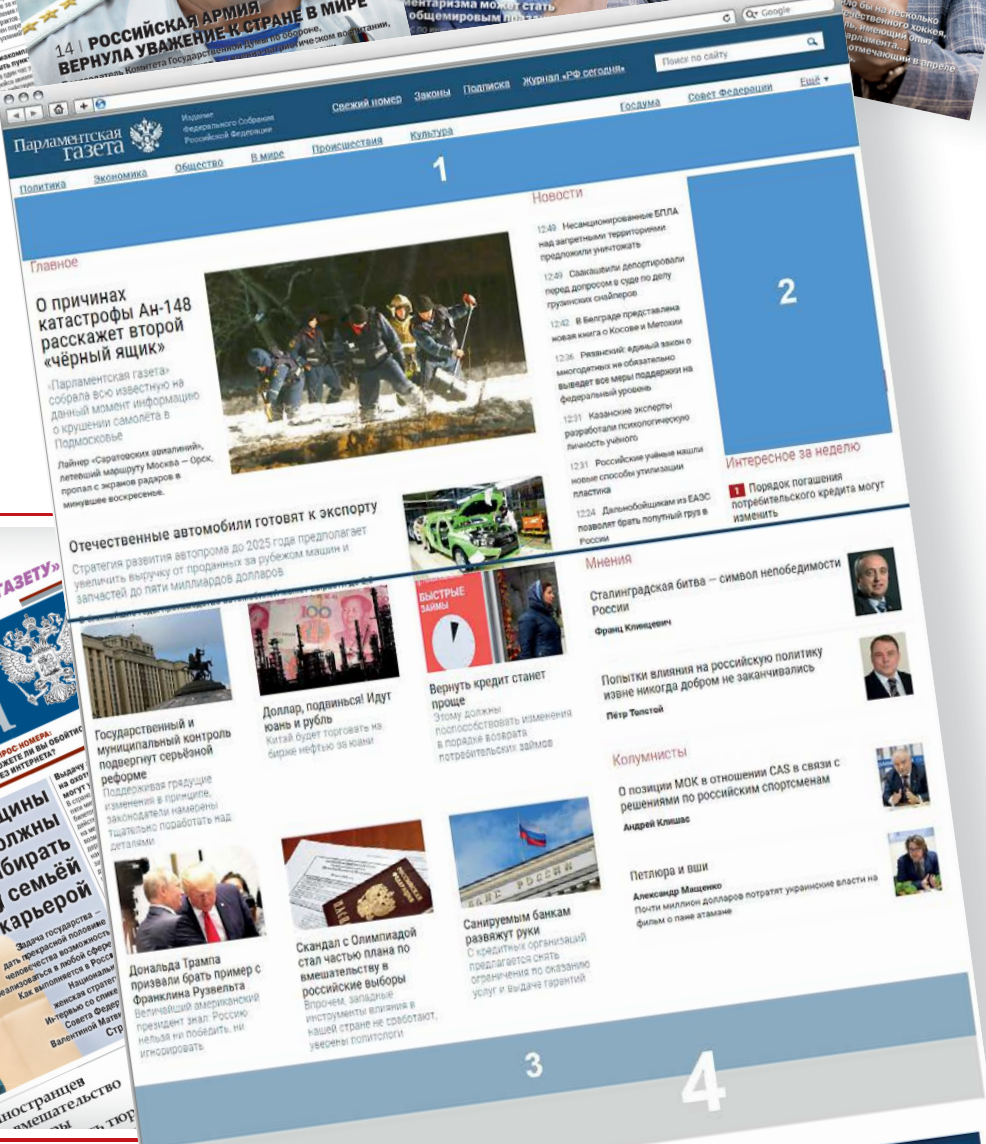 14 | РОССИЙСКАЯ АРМИЯ
ВЕРНУЛА УВАЖЕНИЕ К СТРАНЕ В МИРЕ
ментаризма может стать
общемировым
Google
Парламентская
газета
Издание
Федерального Собрания
Российской Федерации
Свежий номер
Законы
Подписка
Журнал «РФ сегодня»
Поиск по сайту
Политика
Экономика
Общество
В мире
Происшествия
Культура
Госдума
Совет Федерации
Ещё
1
Главное
О причинах
катастрофы Ан-148
расскажет второй
«чёрный ящик»
«Парламентская газета»
собрала всю известную на
данный момент информацию
о крушении самолёта в
Подмосковье
Лайнер «Саратовских авиалиний»,
летевший маршруту Москва — Орск,
пропал с экранов радаров в
минувшее воскресенье.
Отечественные автомобили готовят к экспорту
Стратегия развития автопрома до 2025 года предполагает
увеличить выручку от проданных за рубежом машин и
запчастей до пяти миллиардов долларов
Новости
12:49 Несанкционированные БПЛА
над запретными территориями
предложили уничтожать
12:49 Саакашвили депортировали
перед допросом в суде по делу
грузинских снайперов
12:42 В Белграде представлена
новая книга о Косове и Метохии
12:36 Рязанский: единый закон о
многодетных не обязательно
выведет все меры поддержки на
федеральный уровень
12:31 Казанские эксперты
разработали психологическую
личность учёного
12:31 Российские учёные нашли
новые способы утилизации
пластика
12:24 Дальнобойщикам из ЕАЭС
позволят брать попутный груз в
России
2
Интересное за неделю
1 Порядок погашения
потребительского кредита могут
изменить
Государственный и
муниципальный контроль
подвергнут серьёзной
реформе
Поддерживая грядущие
изменения в принципе,
законодатели намерены
тщательно поработать над
деталями
100
Доллар, подвинься! Идут
юань и рубль
Китай будет торговать на
бирже нефтью за юани
БЫСТРЫЕ
ЗАЙМЫ
Вернуть кредит станет
проще
Этому должны
поспособствовать изменения
в порядке возврата
потребительских займов
Мнения
Сталинградская битва — символ непобедимости
России
Франц Клинцевич
Попытки влияния на российскую политику
извне никогда добром не заканчивались
Пётр Толстой
Колумнисты
О позиции МОК в отношении CAS в связи с
решениями по российским спортсменам
Андрей Клишас
Петлюра и вши
Александр Мащенко
Почти миллион долларов потратят украинские власти на
фильм о пане атамане
Дональда Трампа
призвали брать пример с
Франклина Рузвельта
Величайший американский
президент знал: Россию
нельзя ни победить, ни
игнорировать
Скандал с Олимпиадой
стал частью плана по
вмешательству в
российские выборы
Впрочем, западные
инструменты влияния в
нашей стране не сработают,
уверены политологи
БАНК РОССИИ
Санируемым банкам
развяжут руки
С кредитных организаций
предлагается снять
ограничения по оказанию
услуг и выдаче гарантий
3
4